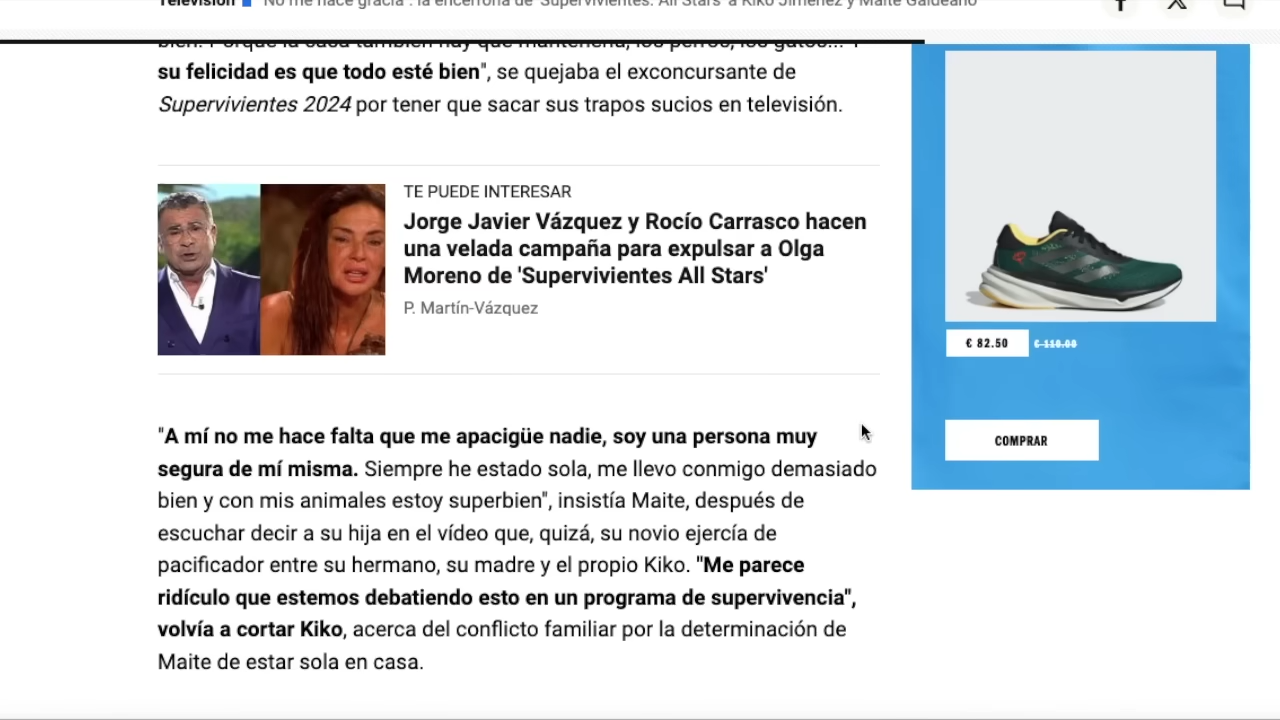 Televisión "No me hace gracia": la encerrona de 'Supervivientes: All Stars' a Kiko Jiménez y Maite Galdeano
bien. Porque la casa también hay que mantenerla, los perros, los gatos... Y
su felicidad es que todo esté bien", se quejaba el exconcursante de
Supervivientes 2024 por tener que sacar sus trapos sucios en televisión.
TE PUEDE INTERESAR
Jorge Javier Vázquez y Rocío Carrasco hacen
una velada campaña para expulsar a Olga
Moreno de 'Supervivientes All Stars'
P. Martín-Vázquez
€ 82.50 € 110.00
COMPRAR
"A mí no me hace falta que me apacigüe nadie, soy una persona muy
segura de mí misma. Siempre he estado sola, me llevo conmigo demasiado
bien y con mis animales estoy superbien", insistía Maite, después de
escuchar decir a su hija en el vídeo que, quizá, su novio ejercía de
pacificador entre su hermano, su madre y el propio Kiko. "Me parece
ridículo que estemos debatiendo esto en un programa de supervivencia",
volvía a cortar Kiko, acerca del conflicto familiar por la determinación de
Maite de estar sola en casa.